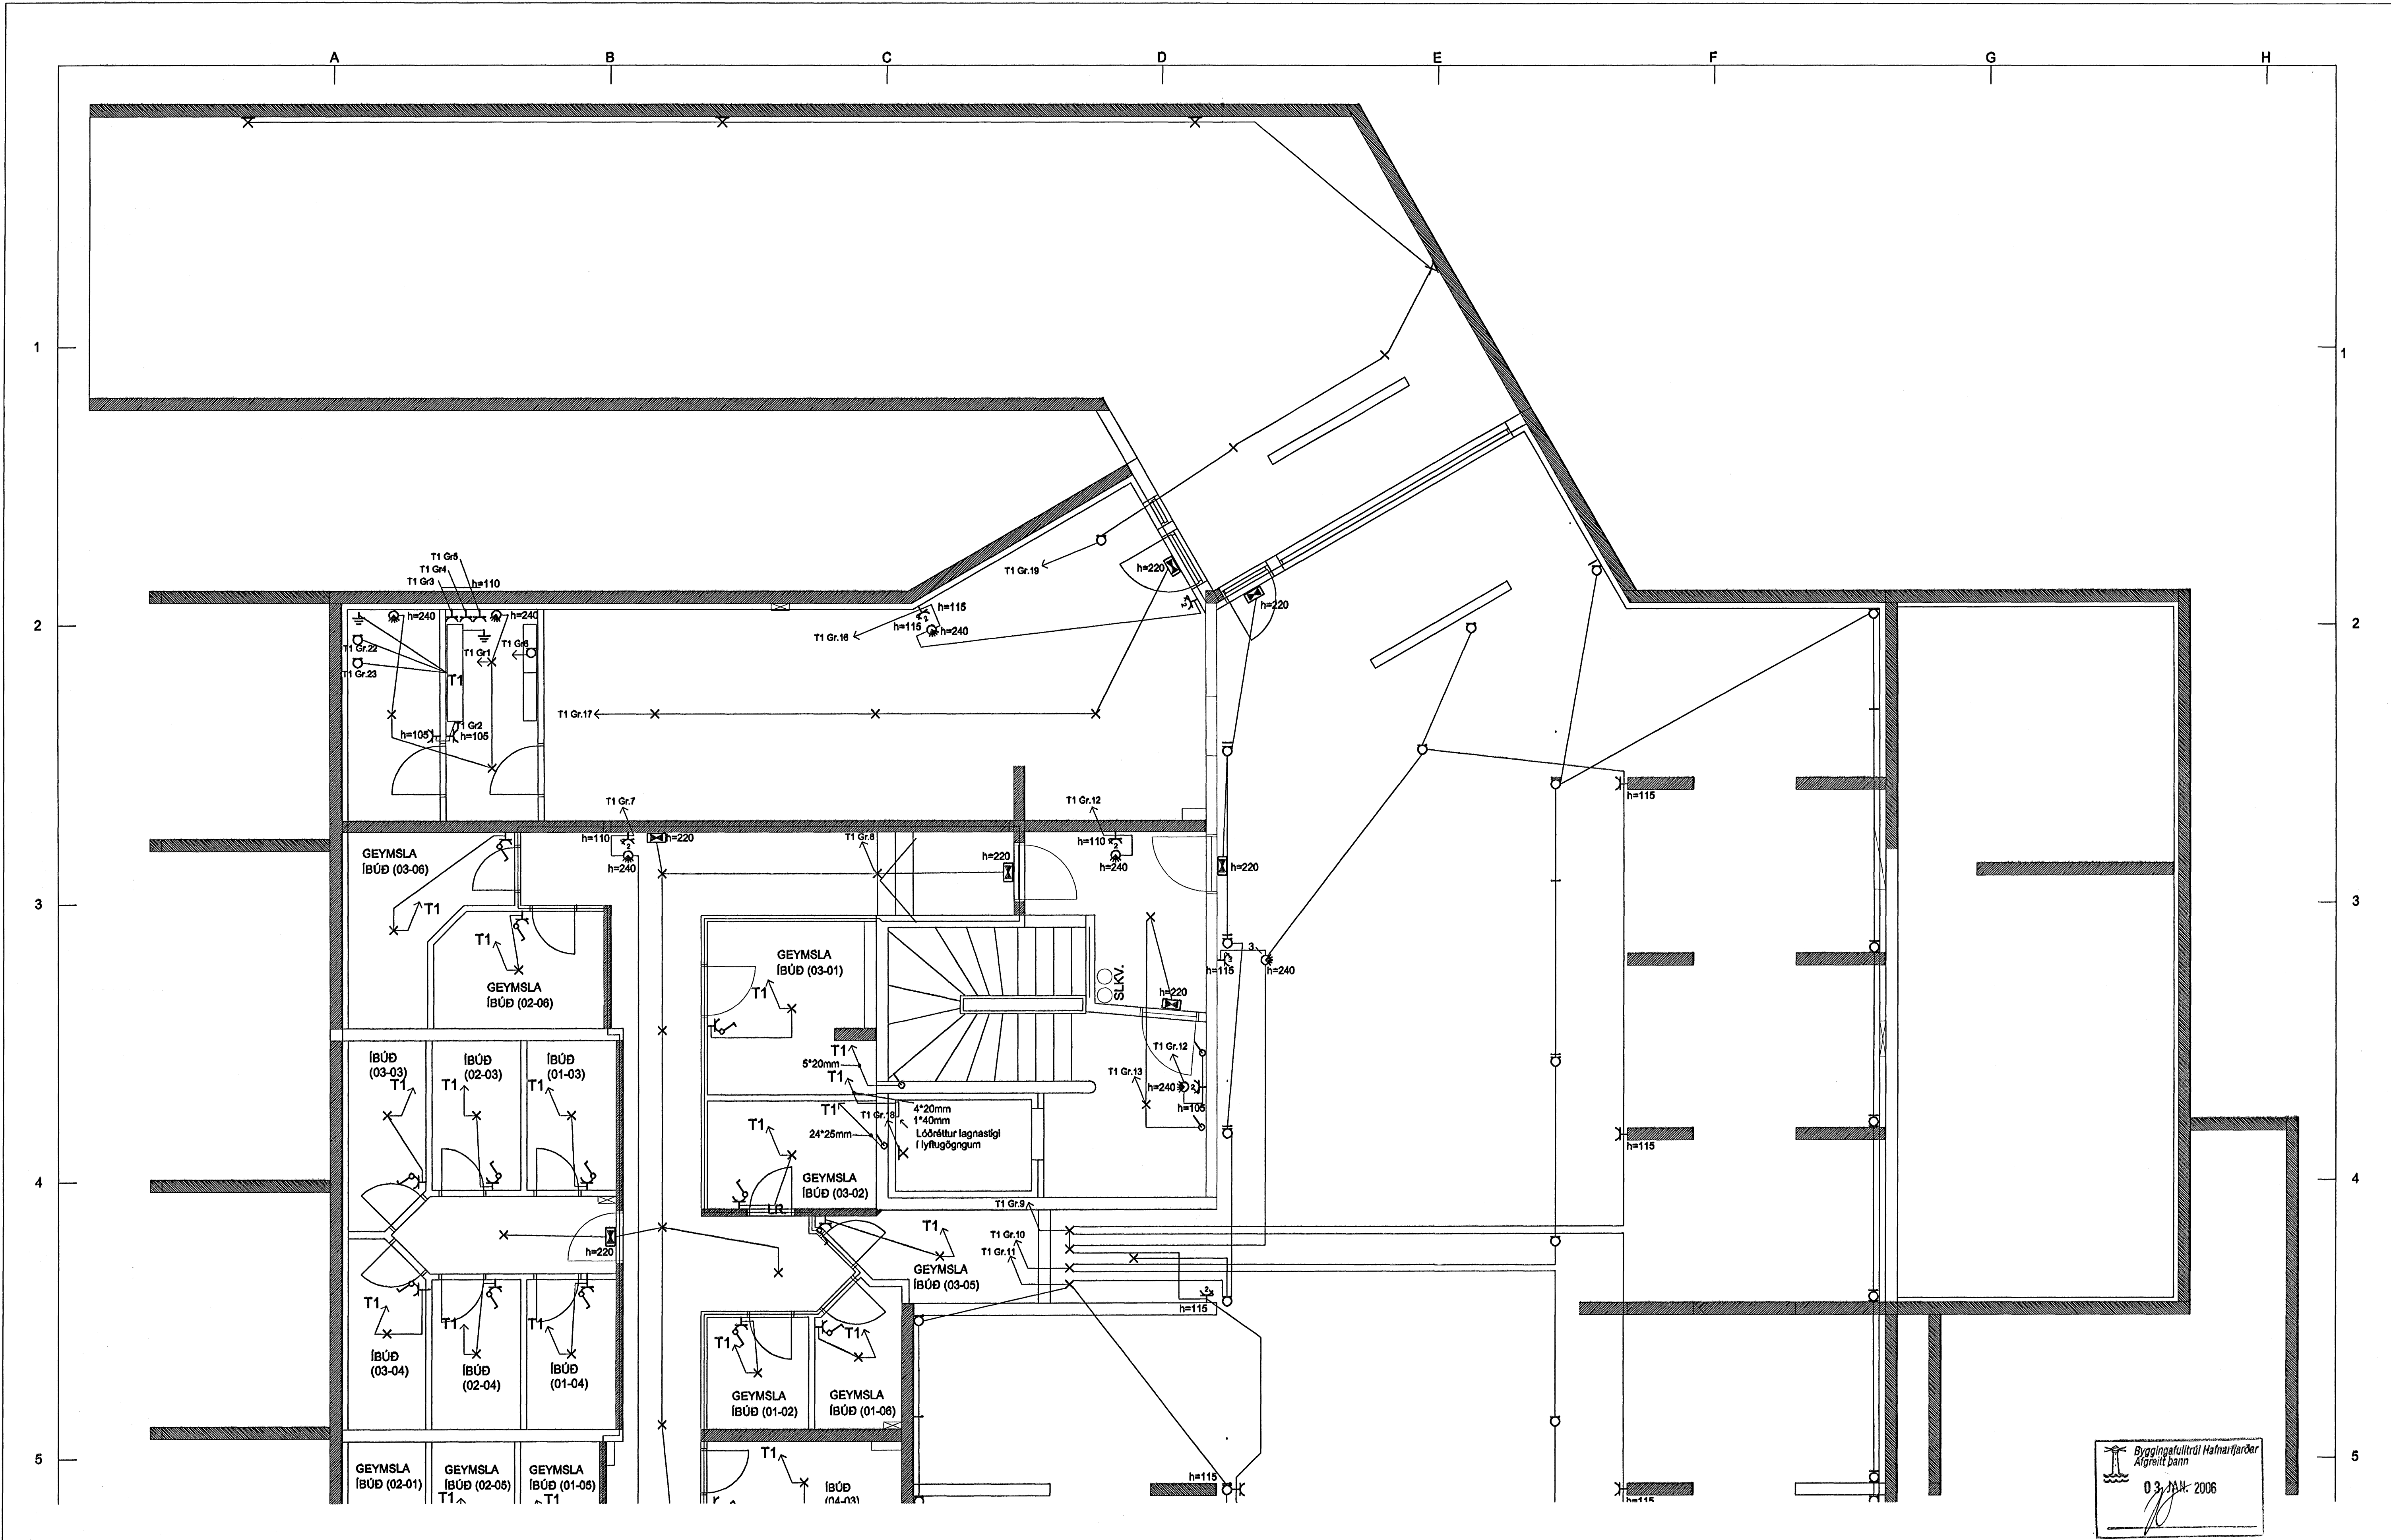 A B C D E F G H
1 1
T1 Gr5
T1 Gr4
T1 Gr3
h=110
T1 Gr.19
h=220
h=240
h=240
h=115
h=220
2 2
T1 Gr.22
T1 Gr1
T1 Gr6
T1 Gr.16
h=115
h=240
T1 Gr.23
T1
T1 Gr.17
T1 Gr2
h=105
h=105
h=115
T1 Gr.7
T1 Gr.12
h=110
h=220
T1 Gr.8
h=110
2
2
h=240
h=220
h=240
h=220
GEYMSLA
ÍBÚÐ (03-06)
3 3
T1
T1
GEYMSLA
ÍBÚÐ (02-06)
GEYMSLA
ÍBÚÐ (03-01)
T1
SLKV.
h=220
3
h=115
h=240
ÍBÚÐ
(03-03)
T1
ÍBÚÐ
(02-03)
T1
ÍBÚÐ
(01-03)
T1
T1
5*20mm
T1
T1 Gr.12
T1 Gr.13
h=240
2
h=105
T1
T1 Gr.18
4*20mm
1*40mm
24*25mm
Lóðréttur lagnastigi
í lyftugögngum
T1
h=115
4 4
GEYMSLA
ÍBÚÐ (03-02)
LR.
T1 Gr.9
T1
T1 Gr.10
T1 Gr.11
h=220
GEYMSLA
ÍBÚÐ (03-05)
2
h=115
T1
ÍBÚÐ
(03-04)
T1
ÍBÚÐ
(02-04)
T1
ÍBÚÐ
(01-04)
T1
T1
GEYMSLA
ÍBÚÐ (01-02)
GEYMSLA
ÍBÚÐ (01-06)
5 5
GEYMSLA
ÍBÚÐ (02-01)
GEYMSLA
ÍBÚÐ (02-05)
T1
GEYMSLA
ÍBÚÐ (01-05)
T1
T1
ÍBÚÐ
(04-03)
h=115
h=115
Byggingafulltrúi Hafnarfjarðar
Afgreitt þann
03 JAN. 2006